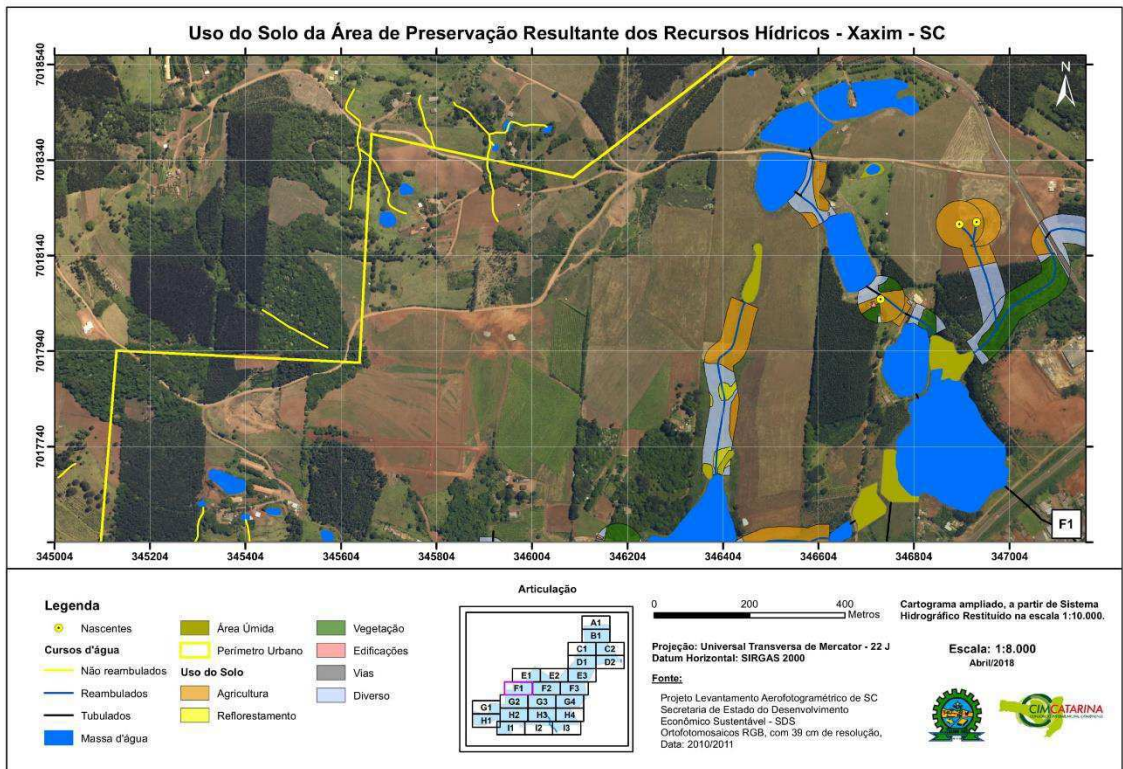 Uso do Solo da Área de Preservação Resultante dos Recursos Hídricos - Xaxim - SC
7018540
7018340
7018140
7017940
7017740
N
F1
345004 345204 345404 345604 345804 346004 346204 346404 346604 346804 347004
Legenda
Nascentes
Cursos d'água
Não reambulados
Reambulados
Tubulados
Massa d'água
Área Úmida
Perímetro Urbano
Uso do Solo
Agricultura
Reflorestamento
Vegetação
Edificações
Vias
Diverso
Articulação
A1
B1
C1 C2
D1 D2
E1 E2 E3
F1 F2 F3
G1 G2 G3 G4
H1 H2 H3 H4
I1 I2 I3
0 200 400
Metros
Projeção: Universal Transversa de Mercator - 22 J
Datum Horizontal: SIRGAS 2000
Fonte:
Projeto Levantamento Aerofotogramétrico de SC
Secretaria de Estado do Desenvolvimento
Econômico Sustentável - SDS
Ortofotomosaicos RGB, com 39 cm de resolução,
Data: 2010/2011
Cartograma ampliado, a partir de Sistema
Hidrográfico Restituído na escala 1:10.000.
Escala: 1:8.000
Abril/2018
CIMCATARINA